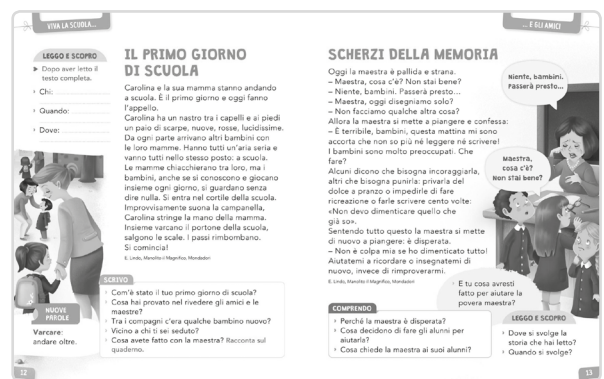 VIVA LA SCUOLA...
LEGGO E SCOPRO
▶ Dopo aver letto il
testo completa.
› Chi:
› Quando:
› Dove:
IL PRIMO GIORNO
DI SCUOLA
Carolina e la sua mamma stanno andando
a scuola. È il primo giorno e oggi fanno
l'appello.
Carolina ha un nastro tra i capelli e ai piedi
un paio di scarpe, nuove, rosse, lucidissime.
Da ogni parte arrivano altri bambini con
le loro mamme. Hanno tutti un'aria seria e
vanno tutti nello stesso posto: a scuola.
Le mamme chiacchierano tra loro, ma i
bambini, anche se si conoscono e giocano
insieme ogni giorno, si guardano senza
dire nulla. Si entra nel cortile della scuola.
Improvvisamente suona la campanella,
Carolina stringe la mano della mamma.
Insieme varcano il portone della scuola,
salgono le scale. I passi rimbombano.
Si comincia!
E. Lindo, Manolito il Magnifico, Mondadori
NUOVE
PAROLE
Varcare:
andare oltre.
SCRIVO
› Com'è stato il tuo primo giorno di scuola?
› Cosa hai provato nel rivedere gli amici e le
maestre?
› Tra i compagni c'era qualche bambino nuovo?
› Vicino a chi ti sei seduto?
› Cosa avete fatto con la maestra? Racconta sul
quaderno.
12
... E GLI AMICI
SCHERZI DELLA MEMORIA
Oggi la maestra è pallida e strana.
– Maestra, cosa c'è? Non stai bene?
– Niente, bambini. Passerà presto...
– Maestra, oggi disegniamo solo?
– Non facciamo qualche altra cosa?
Allora la maestra si mette a piangere e confessa:
– È terribile, bambini, questa mattina mi sono
accorta che non so più né leggere né scrivere!
I bambini sono molto preoccupati. Che
fare?
Alcuni dicono che bisogna incoraggiarla,
altri che bisogna punirla: privarla del
dolce a pranzo o impedirle di fare
ricreazione o farle scrivere cento volte:
«Non devo dimenticare quello che
già so».
Sentendo tutto questo la maestra si mette
di nuovo a piangere: è disperata.
– Non è colpa mia se ho dimenticato tutto!
Aiutatemi a ricordare o insegnatemi di
nuovo, invece di rimproverarmi.
E. Lindo, Manolito il Magnifico, Mondadori
Niente, bambini.
Passerà presto...
Maestra,
cosa c'è?
Non stai bene?
COMPRENDO
› Perché la maestra è disperata?
› Cosa decidono di fare gli alunni per
aiutarla?
› Cosa chiede la maestra ai suoi alunni?
› E tu cosa avresti
fatto per aiutare la
povera maestra?
LEGGO E SCOPRO
› Dove si svolge la
storia che hai letto?
› Quando si svolge?
13